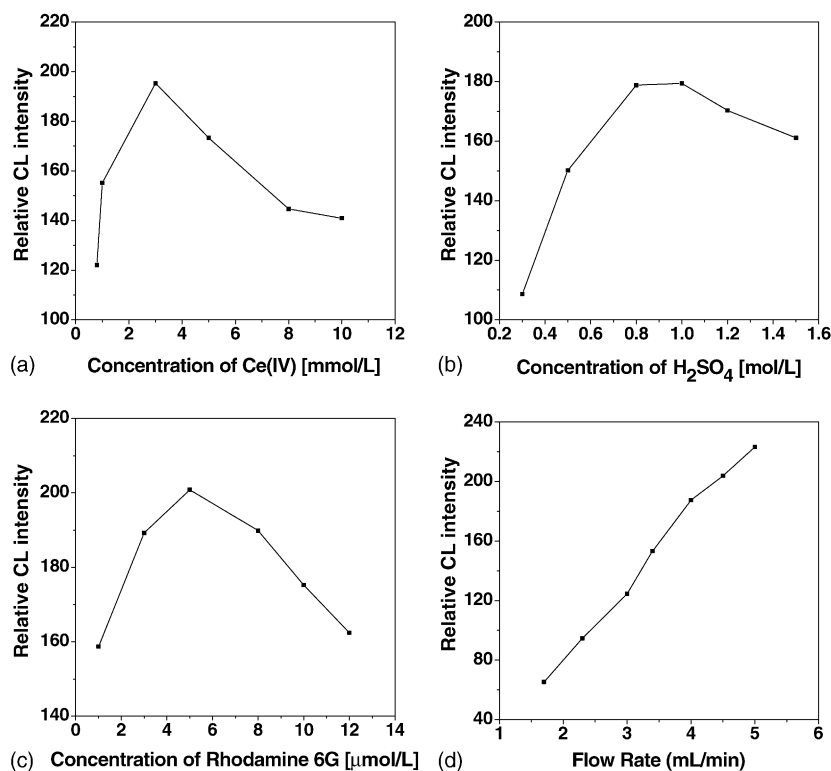 220
200
180
160
140
120
100
0 2 4 6 8 10 12
Relative CL intensity
(a) Concentration of Ce(IV) [mmol/L]
200
180
160
140
120
100
0.2 0.4 0.6 0.8 1.0 1.2 1.4 1.6
Relative CL intensity
(b) Concentration of H₂SO₄ [mol/L]
220
200
180
160
140
0 2 4 6 8 10 12 14
Relative CL intensity
(c) Concentration of Rhodamine 6G [μmol/L]
240
200
160
120
80
40
1 2 3 4 5 6
Relative CL intensity
(d) Flow Rate (mL/min)